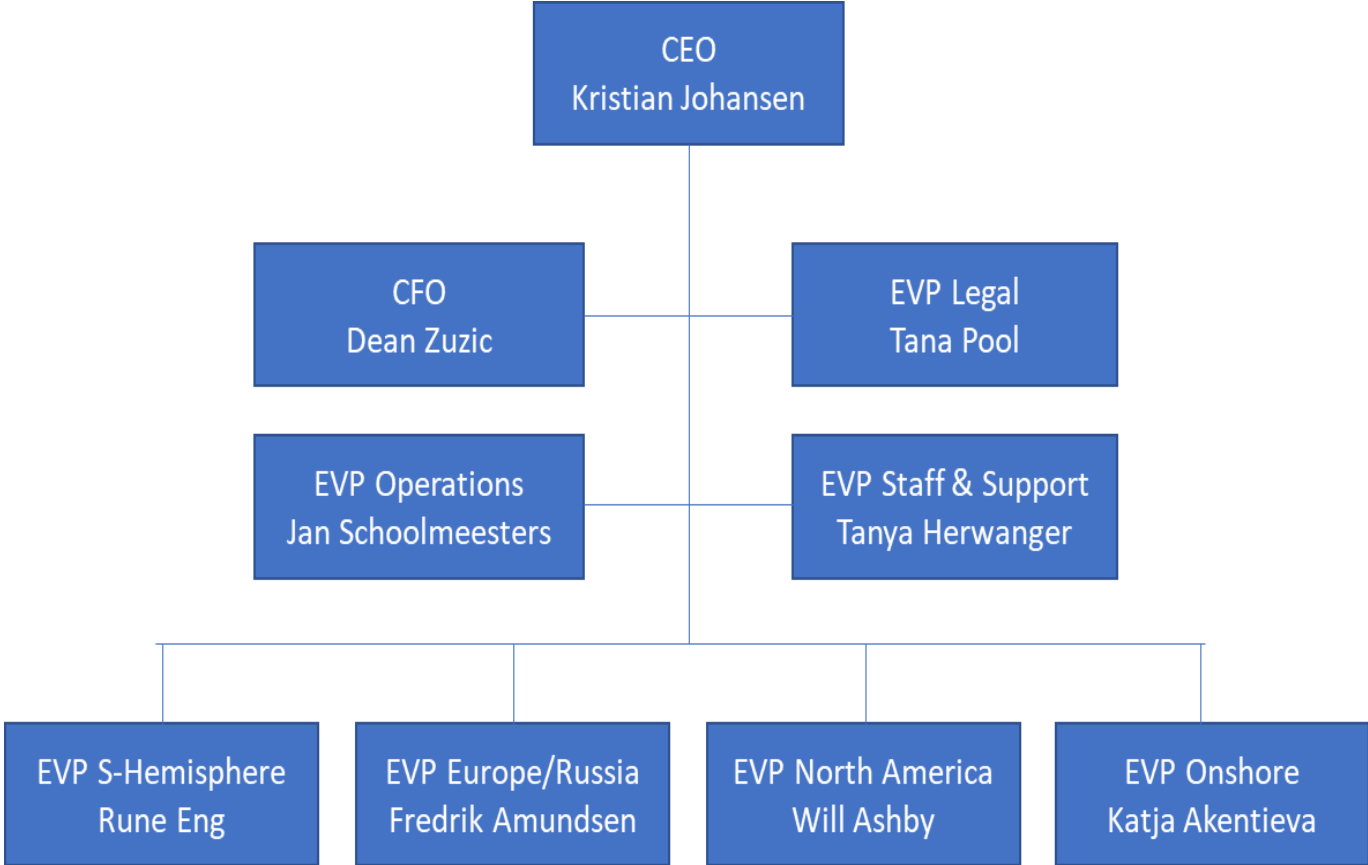 CEO
Kristian Johansen
CFO
Dean Zuzic
EVP Legal
Tana Pool
EVP Operations
Jan Schoolmeesters
EVP Staff & Support
Tanya Herwanger
EVP S-Hemisphere
Rune Eng
EVP Europe/Russia
Fredrik Amundsen
EVP North America
Will Ashby
EVP Onshore
Katja Akentieva